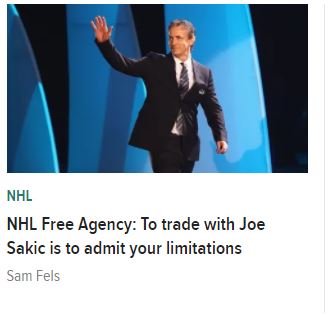 NHL
NHL Free Agency: To trade with Joe
Sakic is to admit your limitations
Sam Fels